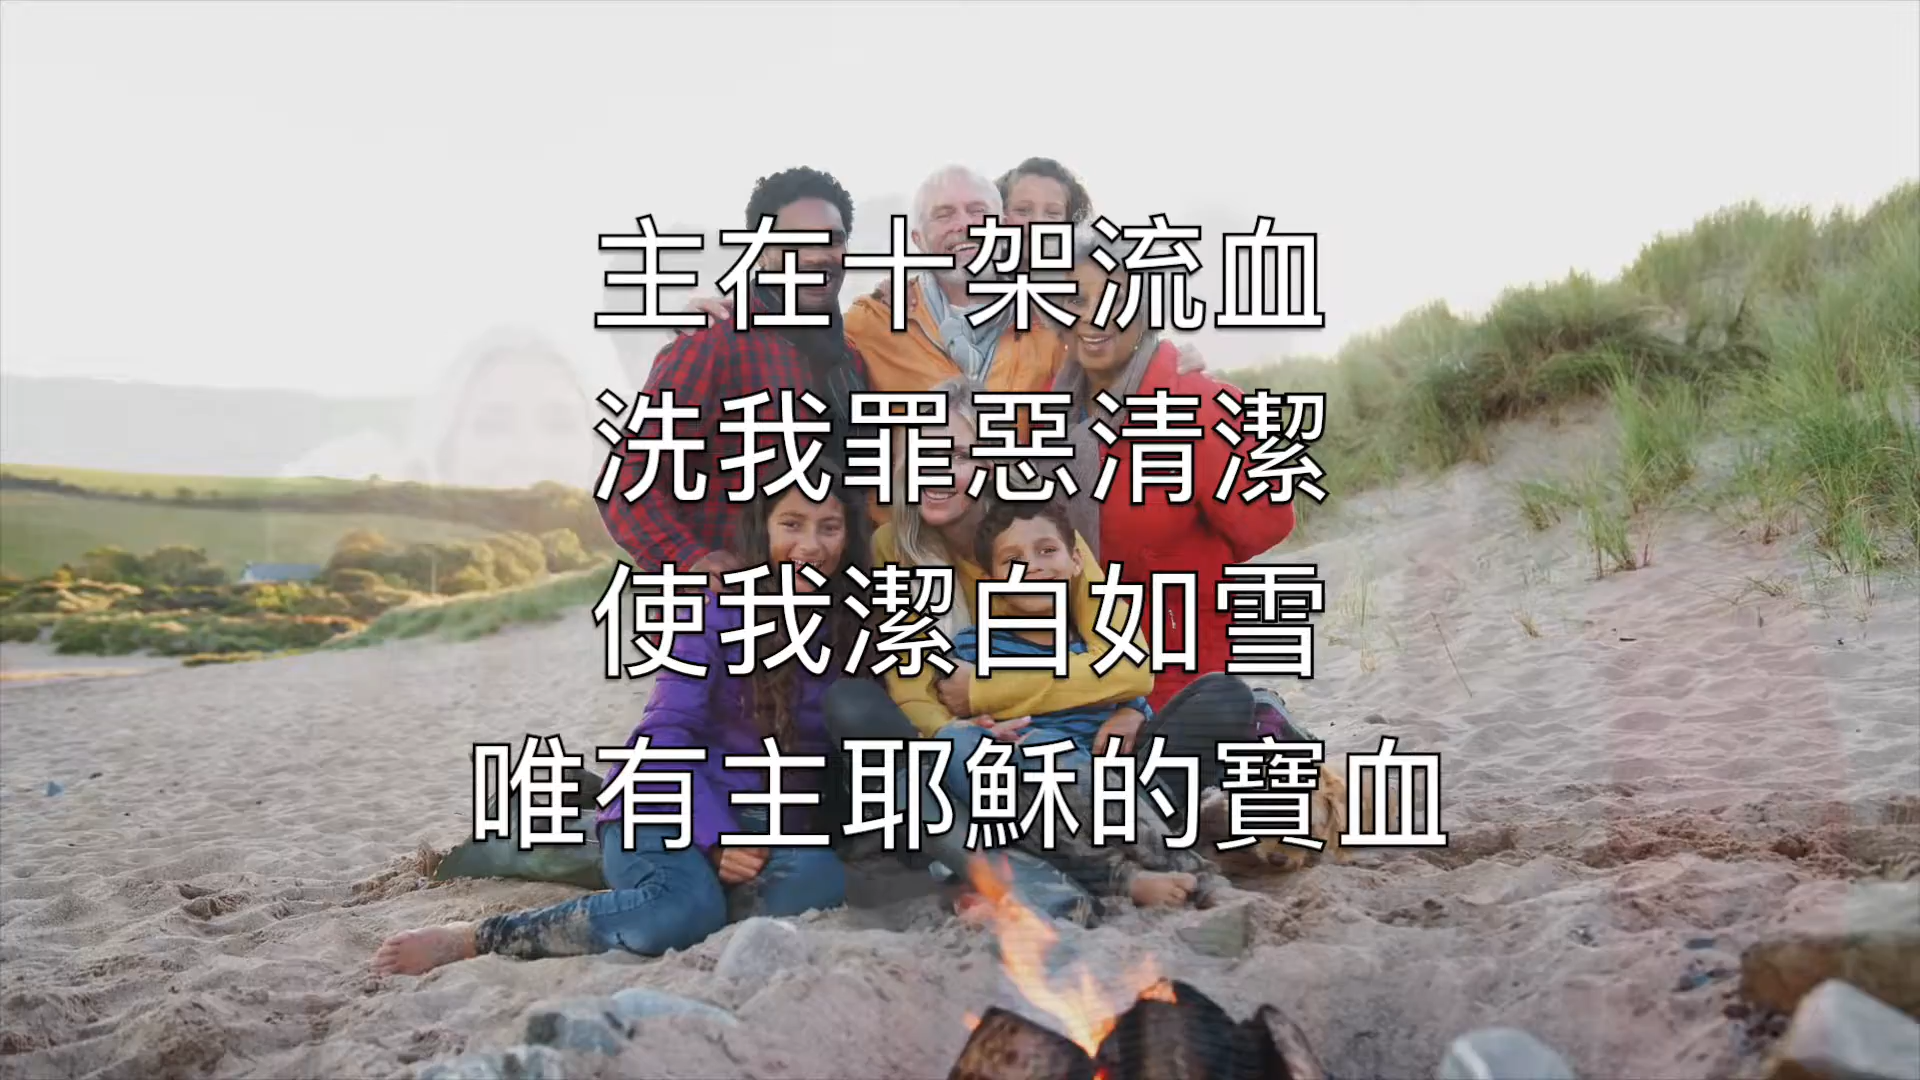 主在十架流血
洗我罪惡清潔
使我潔白如雪
唯有主耶穌的寶血